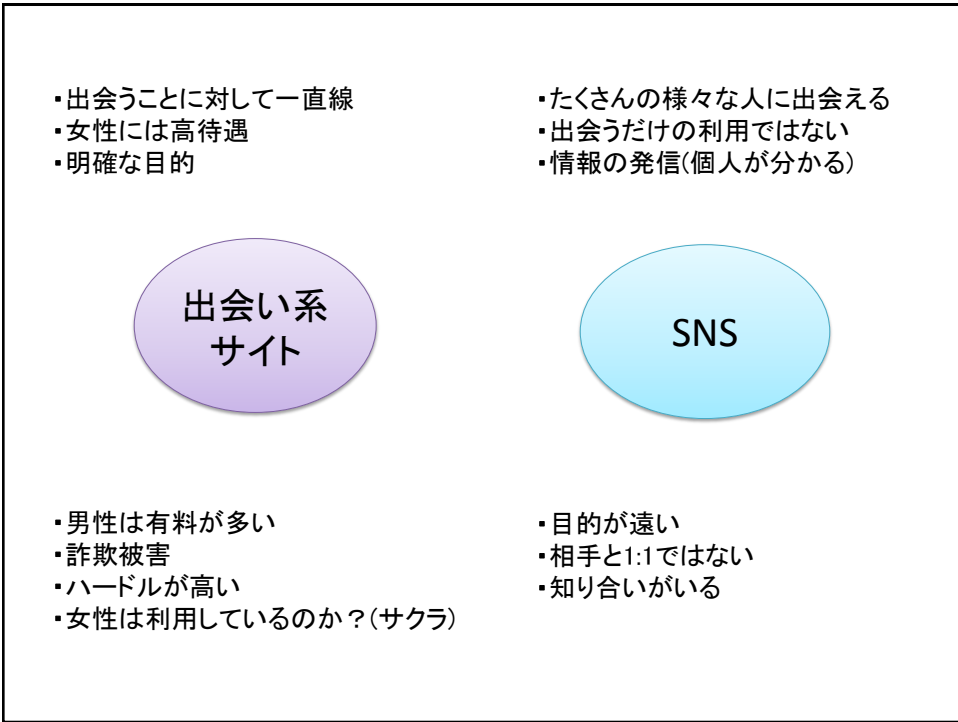 ・出会うことに対して一直線
・女性には高待遇
・明確な目的
・たくさんの様々な人に出会える
・出会うだけの利用ではない
・情報の発信(個人が分かる)
出会い系
サイト
SNS
・男性は有料が多い
・詐欺被害
・ハードルが高い
・女性は利用しているのか？(サクラ)
・目的が遠い
・相手と1:1ではない
・知り合いがいる